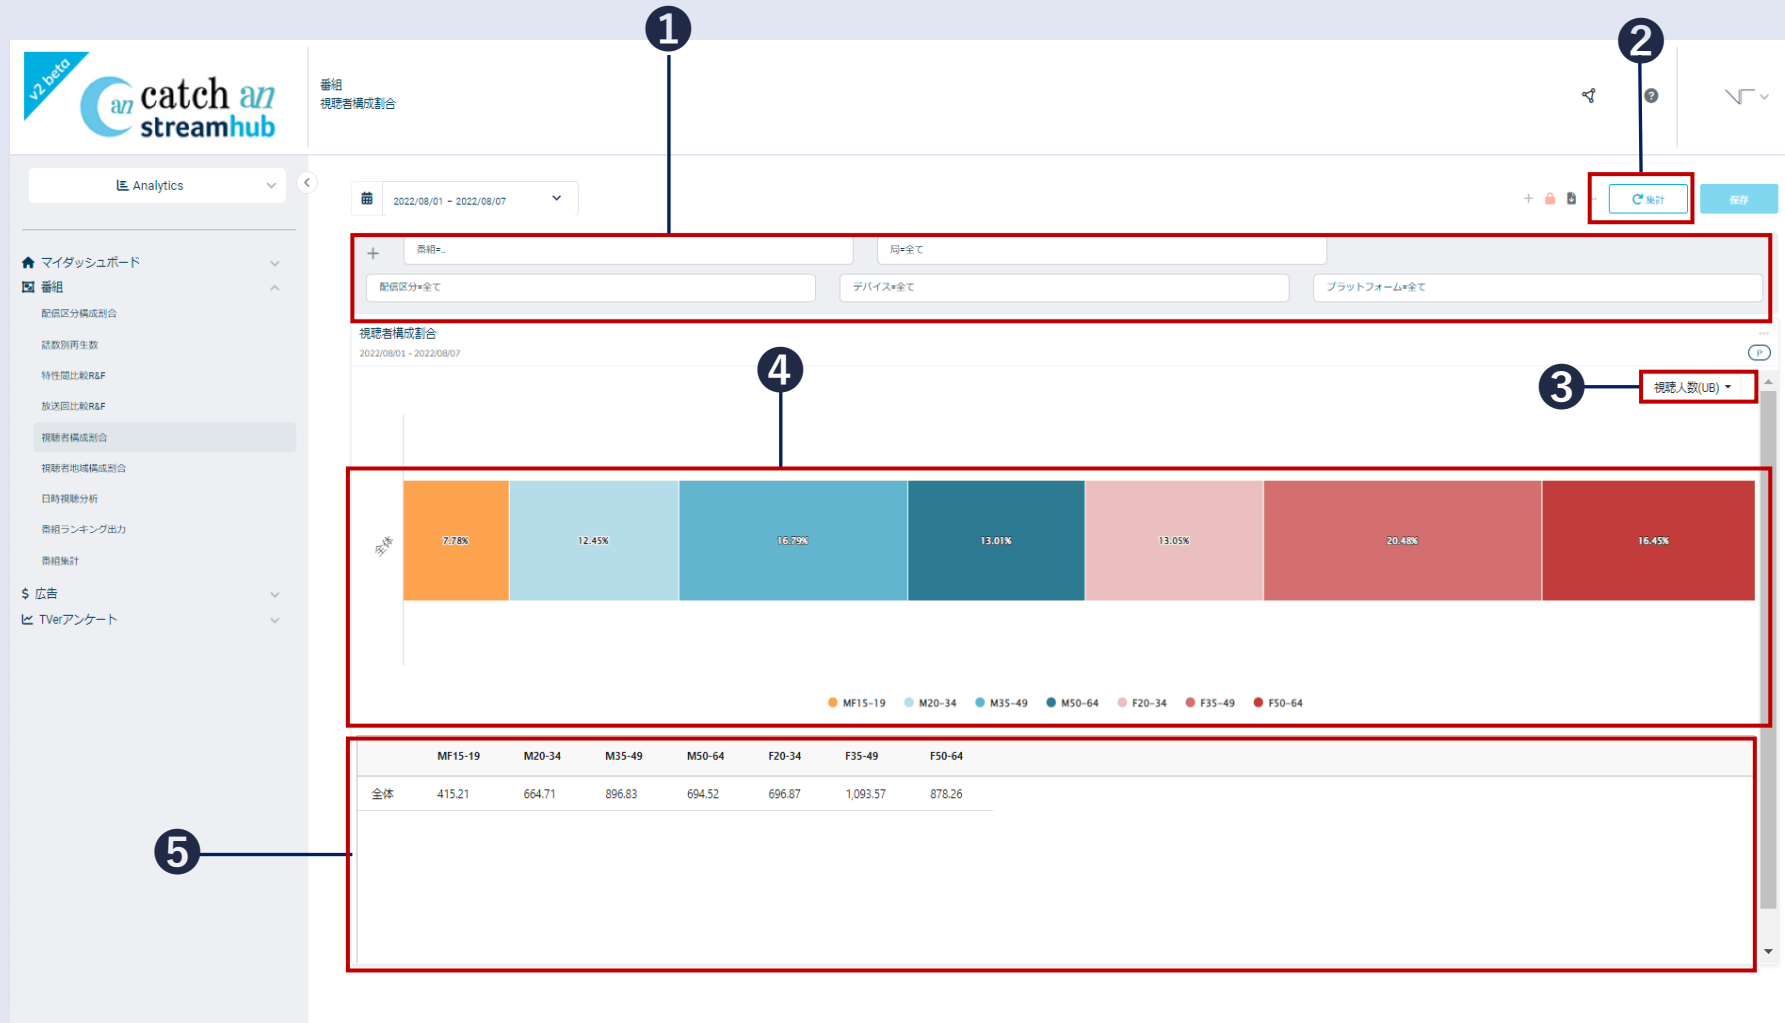 1
2
v2 beta
an catch an
streamhub
番組
視聴者構成割合
?
Analytics
2022/08/01 - 2022/08/07
集計
保存
マイダッシュボード
番組
配信区分構成割合
話数別再生数
特性間比較R&F
放送回比較R&F
視聴者構成割合
視聴者地域構成割合
日時視聴分析
番組ランキング出力
番組集計
$ 広告
TVerアンケート
番組=..
局=全て
配信区分=全て
デバイス=全て
プラットフォーム=全て
視聴者構成割合
2022/08/01 - 2022/08/07
P
4
3
視聴人数(UB)
全体
7.78%
12.45%
16.79%
13.01%
13.05%
20.48%
16.45%
MF15-19 M20-34 M35-49 M50-64 F20-34 F35-49 F50-64
MF15-19 M20-34 M35-49 M50-64 F20-34 F35-49 F50-64
全体 415.21 664.71 896.83 694.52 696.87 1,093.57 878.26
5